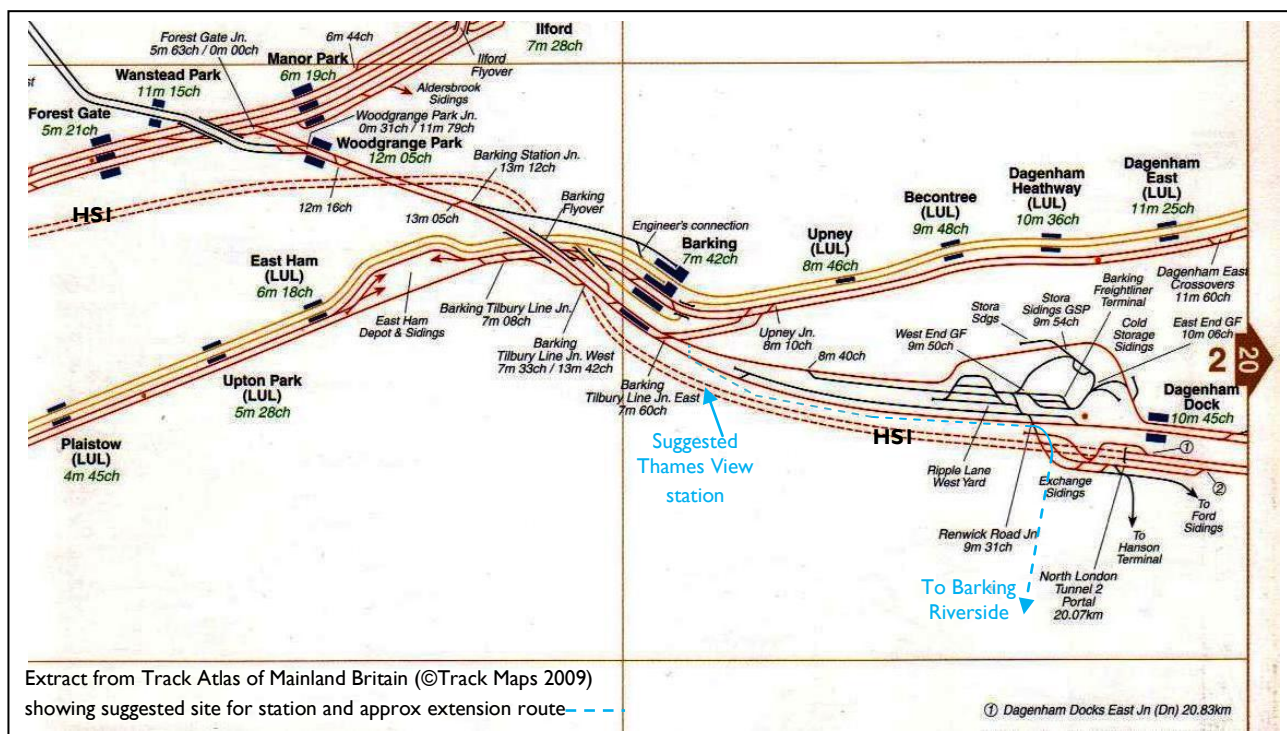 Forest Gate Jn.
5m 63ch / 0m 00ch
6m 44ch
Ilford
7m 28ch
Manor Park
6m 19ch
Ilford
Flyover
Wanstead Park
11m 15ch
Aldersbrook
Sidings
Forest Gate
5m 21ch
Woodgrange Park Jn.
0m 31ch / 11m 79ch
Woodgrange Park
12m 05ch
Barking Station Jn.
13m 12ch
12m 16ch
HSI
13m 05ch
Barking
Flyover
Engineer's connection
Barking
7m 42ch
Upney
(LUL)
8m 46ch
Becontree
(LUL)
9m 48ch
Dagenham
Heathway
(LUL)
10m 36ch
Dagenham
East
(LUL)
11m 25ch
East Ham
(LUL)
6m 18ch
East Ham
Depot & Sidings
Barking Tilbury Line Jn.
7m 08ch
Barking
Tilbury Line Jn. West
7m 33ch / 13m 42ch
Upney Jn.
8m 10ch
8m 40ch
Barking
Tilbury Line Jn. East
7m 60ch
Upton Park
(LUL)
5m 28ch
Plaistow
(LUL)
4m 45ch
Stora
Sdgs
Stora
Sidings GSP
9m 54ch
Barking
Freightliner
Terminal
Cold
Storage
Sidings
Dagenham East
Crossovers
11m 60ch
East End GF
10m 06ch
West End GF
9m 50ch
2
20
Dagenham
Dock
10m 45ch
Suggested
Thames View
station
HSI
Ripple Lane
West Yard
Exchange
Sidings
①
②
To
Ford
Sidings
Renwick Road Jn
9m 31ch
To
Hanson
Terminal
To Barking
Riverside
North London
Tunnel 2
Portal
20.07km
Extract from Track Atlas of Mainland Britain (©Track Maps 2009)
showing suggested site for station and approx extension route
① Dagenham Docks East Jn (Dn) 20.83km